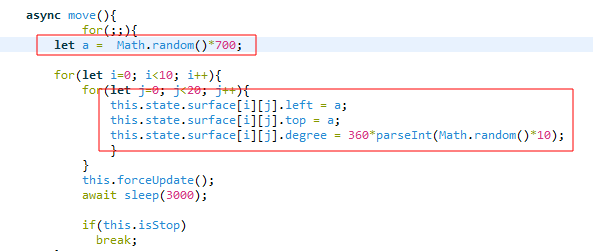 async move(){
for(;;){
let a =  Math.random()*700;
for(let i=0; i<10; i++){
for(let j=0; j<20; j++){
this.state.surface[i][j].left = a;
this.state.surface[i][j].top = a;
this.state.surface[i][j].degree = 360*parseInt(Math.random()*10);
}
}
this.forceUpdate();
await sleep(3000);
if(this.isStop)
break;